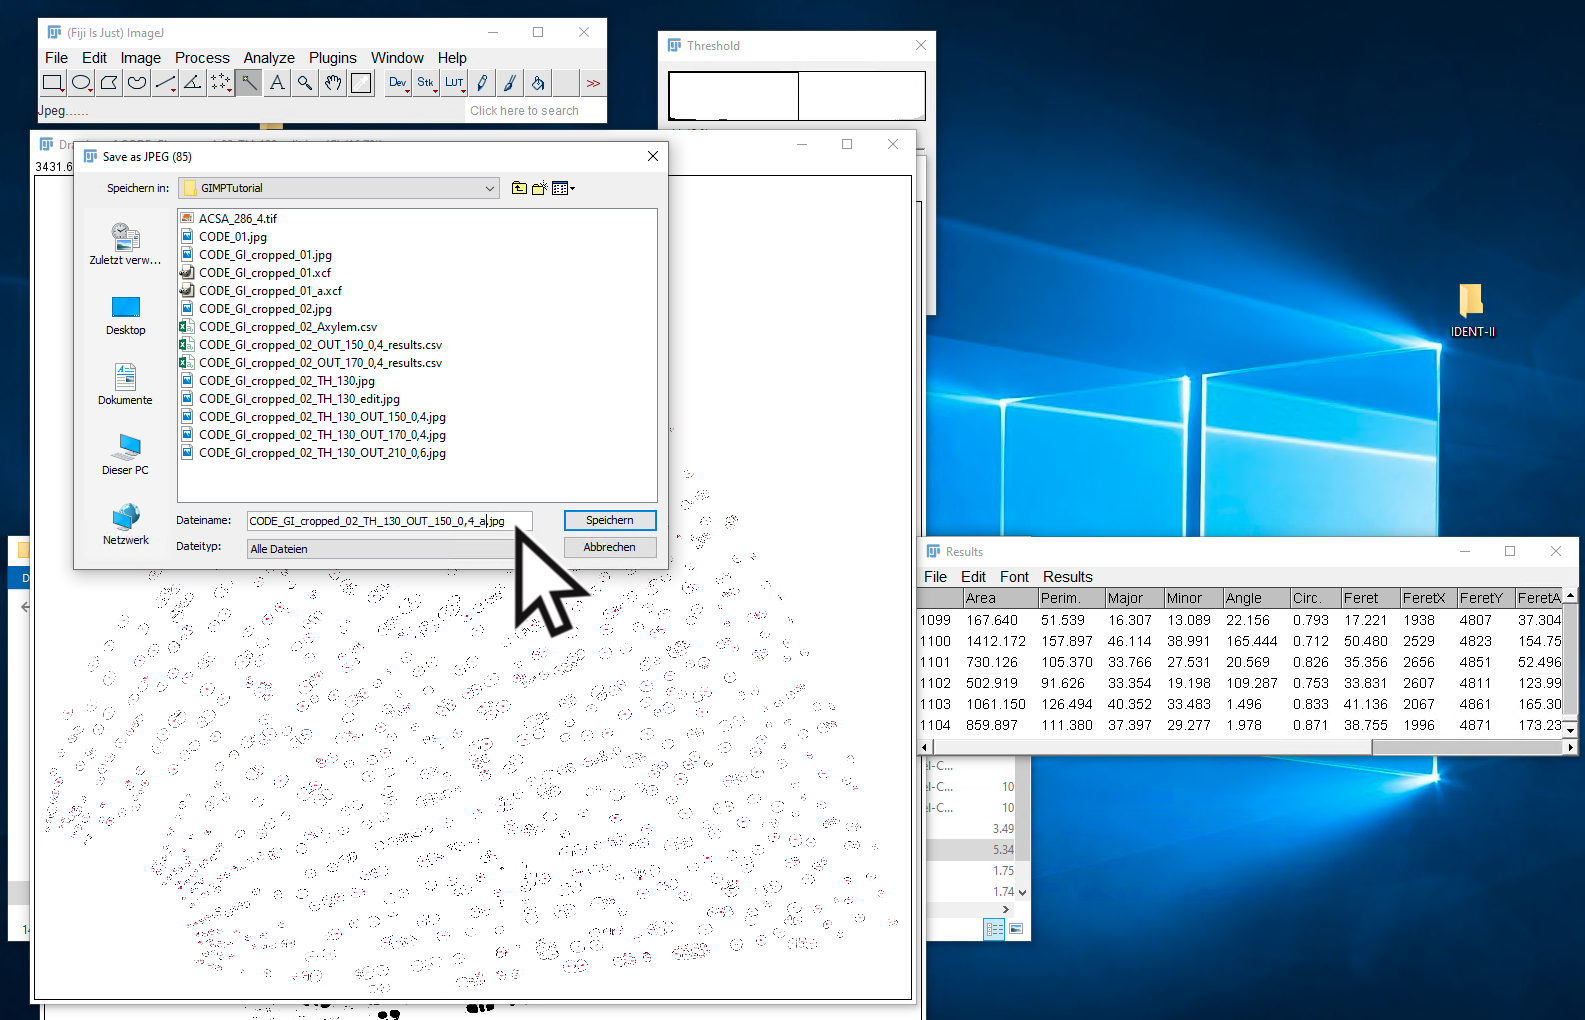 (Fiji Is Just) ImageJ
File Edit Image Process Analyze Plugins Window Help
A Dev Stk LUT >>
Jpeg......
Click here to search
Threshold
3431.6
Save as JPEG (85)
Speichern in: GIMPTutorial
Zuletzt verw...
Desktop
Dokumente
Dieser PC
Netzwerk
ACSA_286_4.tif
CODE_01.jpg
CODE_GI_cropped_01.jpg
CODE_GI_cropped_01.xcf
CODE_GI_cropped_01_a.xcf
CODE_GI_cropped_02.jpg
CODE_GI_cropped_02_Axylem.csv
CODE_GI_cropped_02_OUT_150_0,4_results.csv
CODE_GI_cropped_02_OUT_170_0,4_results.csv
CODE_GI_cropped_02_TH_130.jpg
CODE_GI_cropped_02_TH_130_edit.jpg
CODE_GI_cropped_02_TH_130_OUT_150_0,4.jpg
CODE_GI_cropped_02_TH_130_OUT_170_0,4.jpg
CODE_GI_cropped_02_TH_130_OUT_210_0,6.jpg
Dateiname: CODE_GI_cropped_02_TH_130_OUT_150_0,4_a.jpg Speichern
Dateityp: Alle Dateien Abbrechen
IDENT-II
Results
File Edit Font Results
Area Perim. Major Minor Angle Circ. Feret FeretX FeretY FeretA
1099 167.640 51.539 16.307 13.089 22.156 0.793 17.221 1938 4807 37.304
1100 1412.172 157.897 46.114 38.991 165.444 0.712 50.480 2529 4823 154.75
1101 730.126 105.370 33.766 27.531 20.569 0.826 35.356 2656 4851 52.496
1102 502.919 91.626 33.354 19.198 109.287 0.753 33.831 2607 4811 123.99
1103 1061.150 126.494 40.352 33.483 1.496 0.833 41.136 2067 4861 165.30
1104 859.897 111.380 37.397 29.277 1.978 0.871 38.755 1996 4871 173.23
el-C...
el-C... 10
10
3.49
5.34
1.75
1.74
D
14